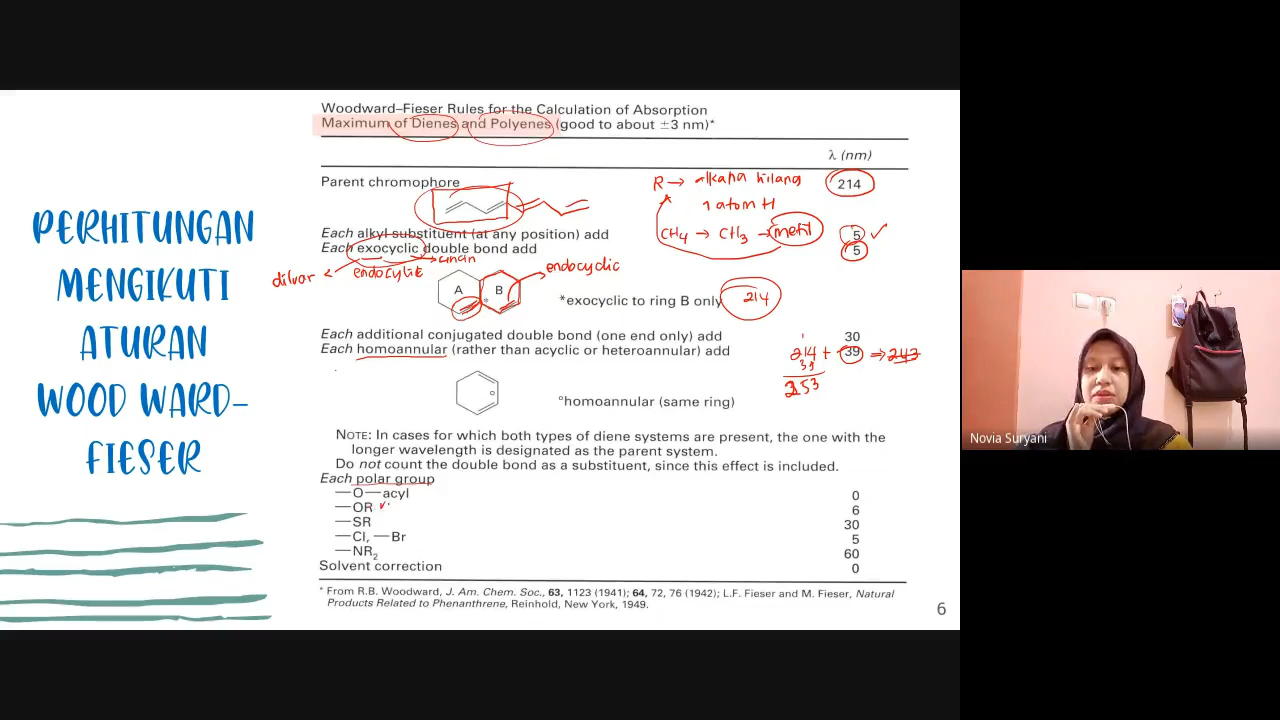 PERHITUNGAN
MENGIKUTI
ATURAN
WOOD WARD-
FIESER
Woodward–Fieser Rules for the Calculation of Absorption
Maximum of Dienes and Polyenes (good to about ±3 nm)*
λ (nm)
Parent chromophore
R → alkana hilang
214
1 atom H
CH4 → CH3 → metil
Each alkyl substituent (at any position) add 5
Each exocyclic double bond add 5
diluar
endocyclic
cincin
endocyclic
A B
*exocyclic to ring B only
214
Each additional conjugated double bond (one end only) add 30
Each homoannular (rather than acyclic or heteroannular) add 39
214 + ⇒ 243
39
253
°homoannular (same ring)
NOTE: In cases for which both types of diene systems are present, the one with the
longer wavelength is designated as the parent system.
Do not count the double bond as a substituent, since this effect is included.
Each polar group
—O—acyl 0
—OR 6
—SR 30
—Cl, —Br 5
—NR2 60
Solvent correction 0
* From R.B. Woodward, J. Am. Chem. Soc., 63, 1123 (1941); 64, 72, 76 (1942); L.F. Fieser and M. Fieser, Natural
Products Related to Phenanthrene, Reinhold, New York, 1949.
6
Novia Suryani